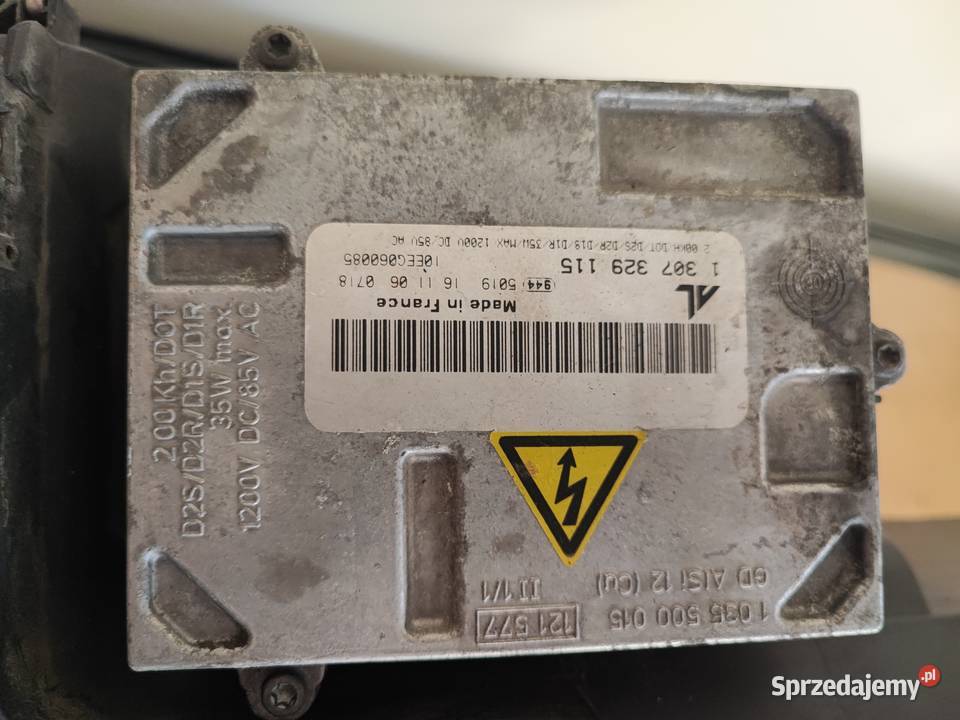 AL
1 307 329 115
2.00KH/DOT/D2S/D2R/D1S/D1R/35W/MAX 1200V DC/85V AC
10EEG0600085
944 5019 16 11 06 0718
Made in France
2.00Kh/DOT
D2S/D2R/D1S/D1R
35W max.
1200V DC/85V AC
1 035 500 015
GD AlSi 12 (Cu)
121 577
II 1/1
Sprzedajemy.pl